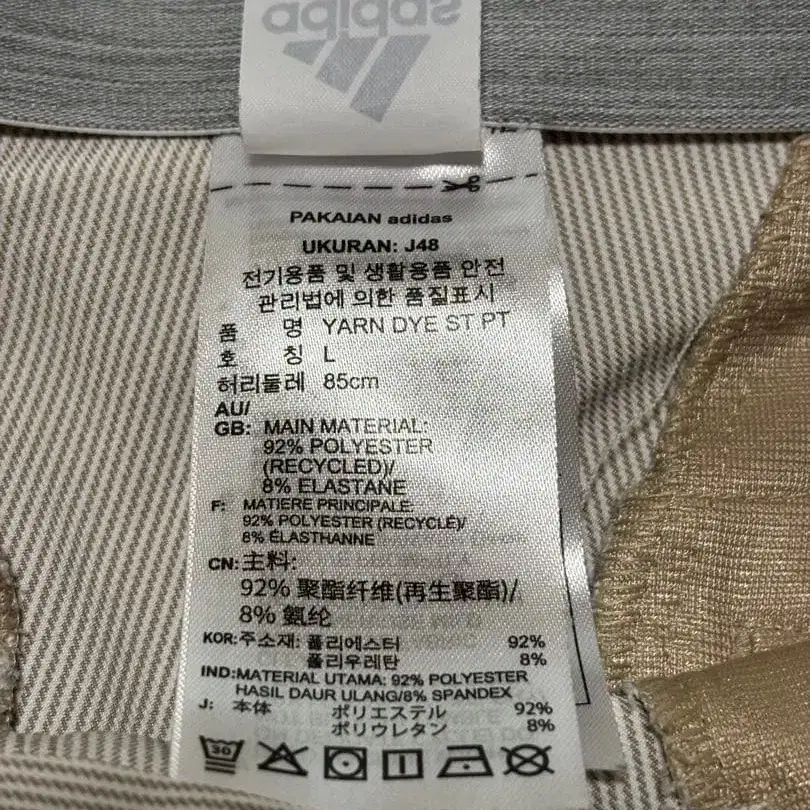 adidas
PAKAIAN adidas
UKURAN: J48
전기용품 및 생활용품 안전
관리법에 의한 품질표시
품 명 YARN DYE ST PT
호 칭 L
허리둘레 85cm
AU/
GB: MAIN MATERIAL:
92% POLYESTER
(RECYCLED)/
8% ELASTANE
F: MATIERE PRINCIPALE:
92% POLYESTER (RECYCLÉ)/
8% ÉLASTHANNE
CN: 主料:
92% 聚酯纤维(再生聚酯)/
8% 氨纶
KOR: 주소재: 폴리에스터 92%
폴리우레탄 8%
IND: MATERIAL UTAMA: 92% POLYESTER
HASIL DAUR ULANG/8% SPANDEX
J: 本体 ポリエステル 92%
ポリウレタン 8%
30